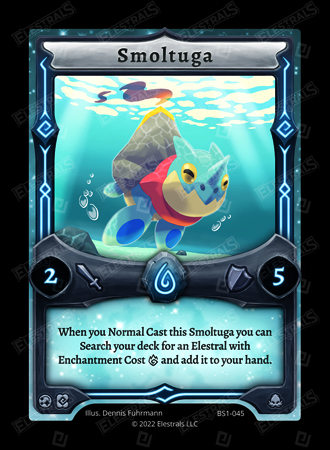 Smoltuga
2
5
When you Normal Cast this Smoltuga you can
Search your deck for an Elestral with
Enchantment Cost and add it to your hand.
Illus. Dennis Fuhrmann
BS1-045
© 2022 Elestrals LLC
ELESTRALS